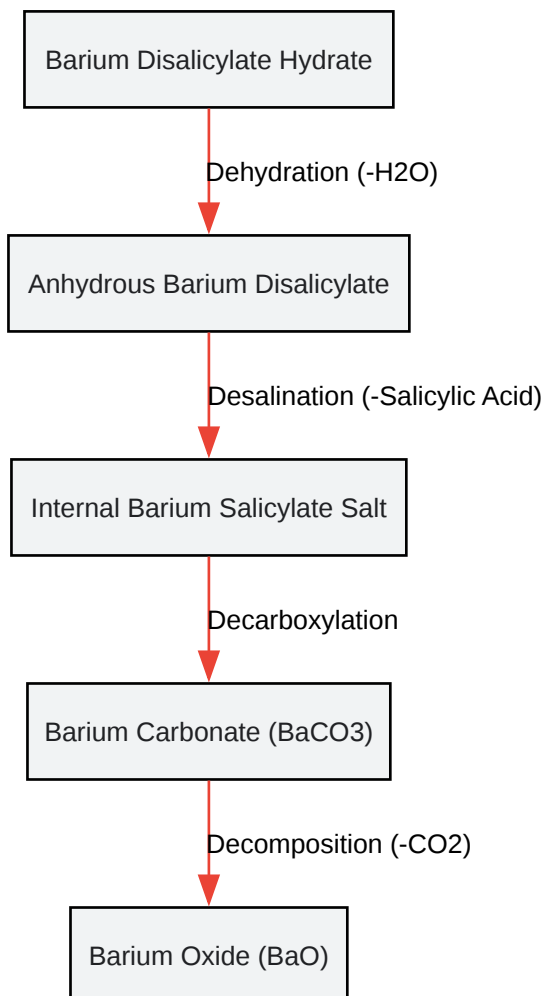 Barium Disalicylate Hydrate
Dehydration (-H2O)
Anhydrous Barium Disalicylate
Desalination (-Salicylic Acid)
Internal Barium Salicylate Salt
Decarboxylation
Barium Carbonate (BaCO3)
Decomposition (-CO2)
Barium Oxide (BaO)